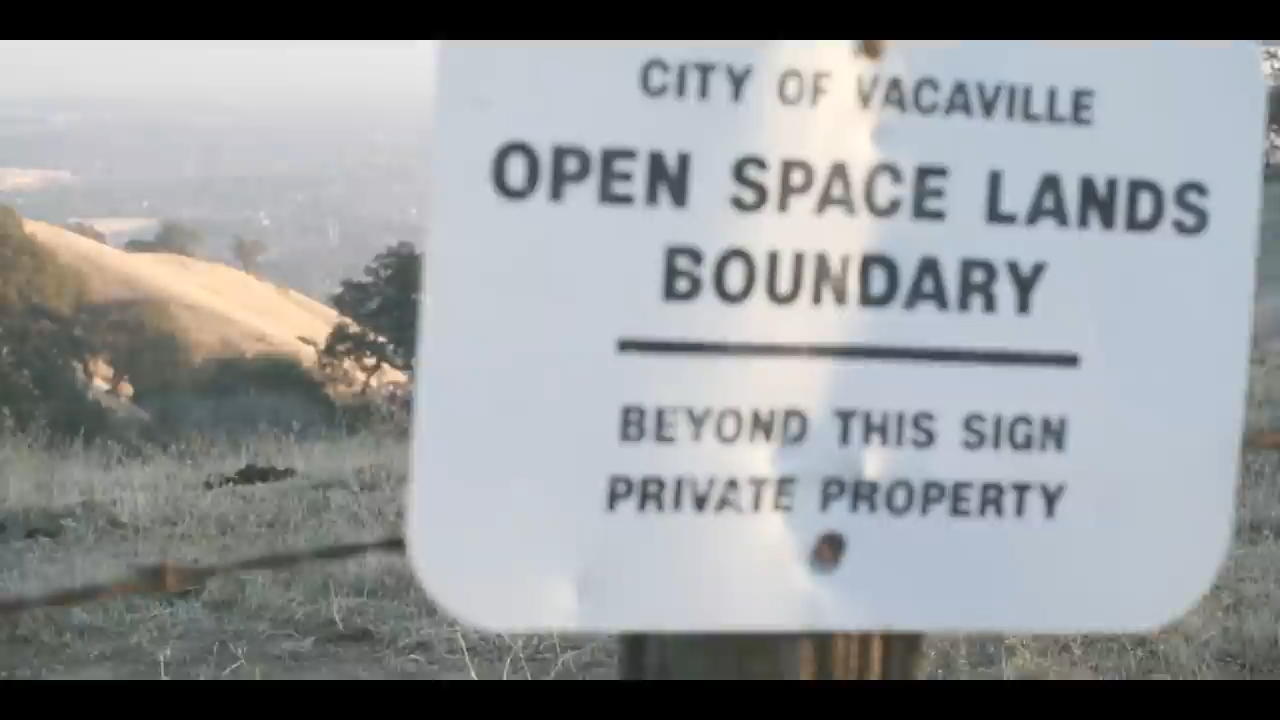 CITY OF VACAVILLE
OPEN SPACE LANDS
BOUNDARY
BEYOND THIS SIGN
PRIVATE PROPERTY